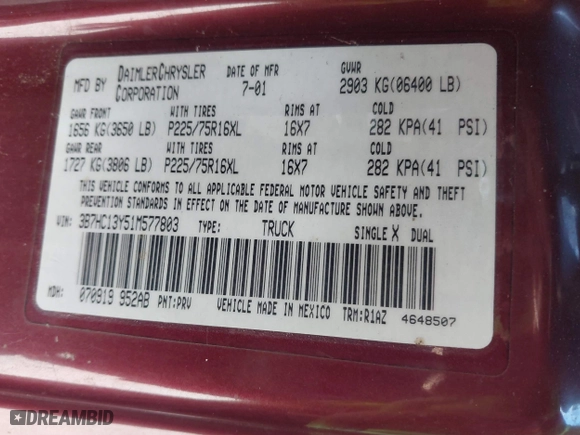 MFD BY DAIMLERCHRYSLER CORPORATION DATE OF MFR 7-01 GVWR 2903 KG(06400 LB)
GAWR FRONT WITH TIRES RIMS AT COLD
1656 KG(3650 LB) P225/75R16XL 16X7 282 KPA(41 PSI)
GAWR REAR WITH TIRES RIMS AT COLD
1727 KG(3806 LB) P225/75R16XL 16X7 282 KPA(41 PSI)
THIS VEHICLE CONFORMS TO ALL APPLICABLE FEDERAL MOTOR VEHICLE SAFETY AND THEFT
PREVENTION STANDARDS IN EFFECT ON THE DATE OF MANUFACTURE SHOWN ABOVE.
VIN: 3B7HC13Y51M577803 TYPE: TRUCK SINGLE X DUAL
MDH: 070919 952AB PNT:PRV VEHICLE MADE IN MEXICO TRM:R1AZ 4648507
DREAMBID